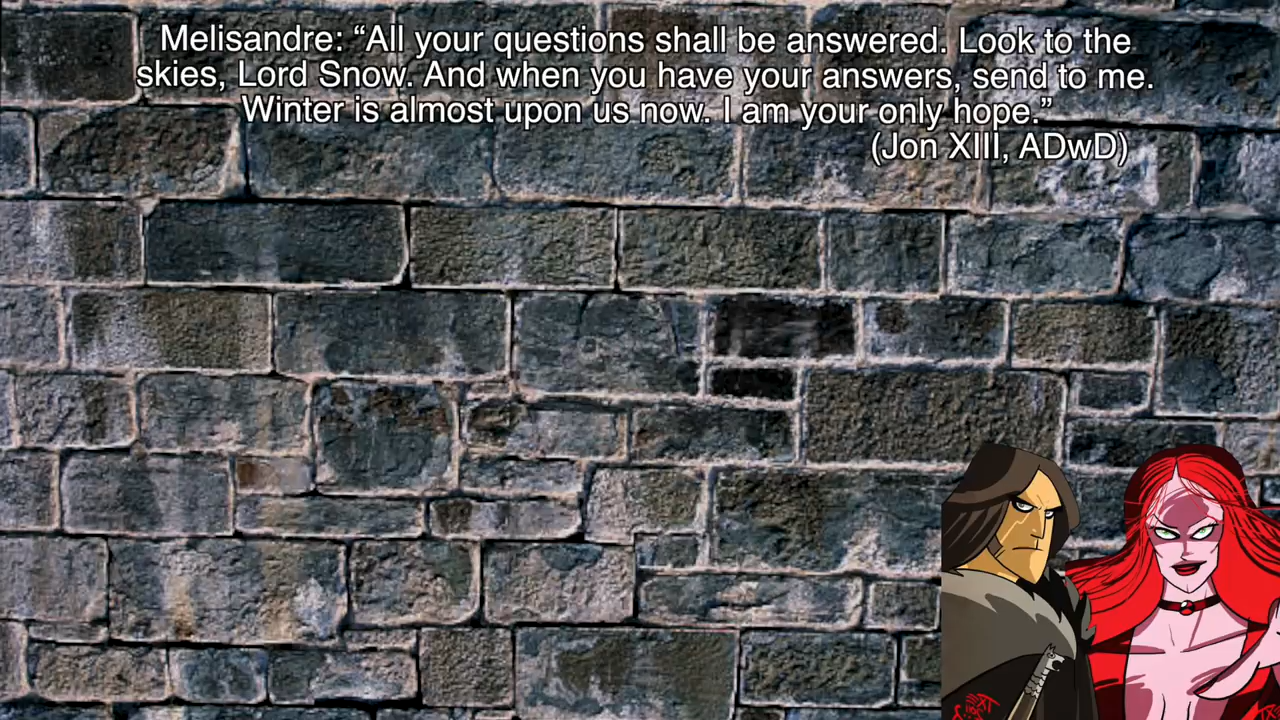 Melisandre: “All your questions shall be answered. Look to the
skies, Lord Snow. And when you have your answers, send to me.
Winter is almost upon us now. I am your only hope.”
(Jon XIII, ADwD)